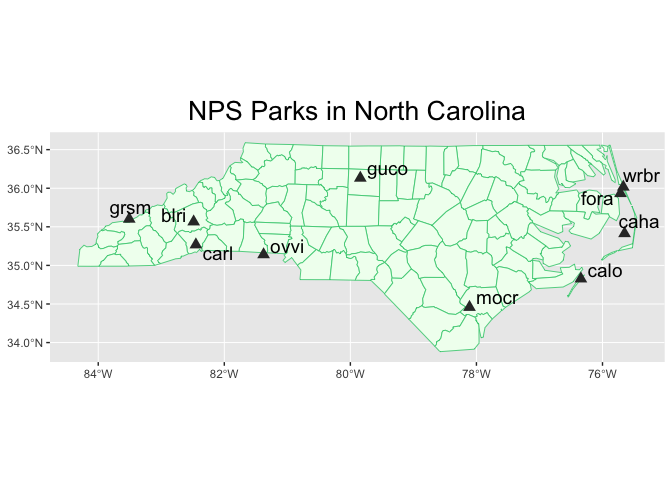 NPS Parks in North Carolina
36.5°N
36.0°N
35.5°N
35.0°N
34.5°N
34.0°N
guco
wrbr
fora
grsm
blri
caha
carl
ovvi
calo
mocr
84°W
82°W
80°W
78°W
76°W